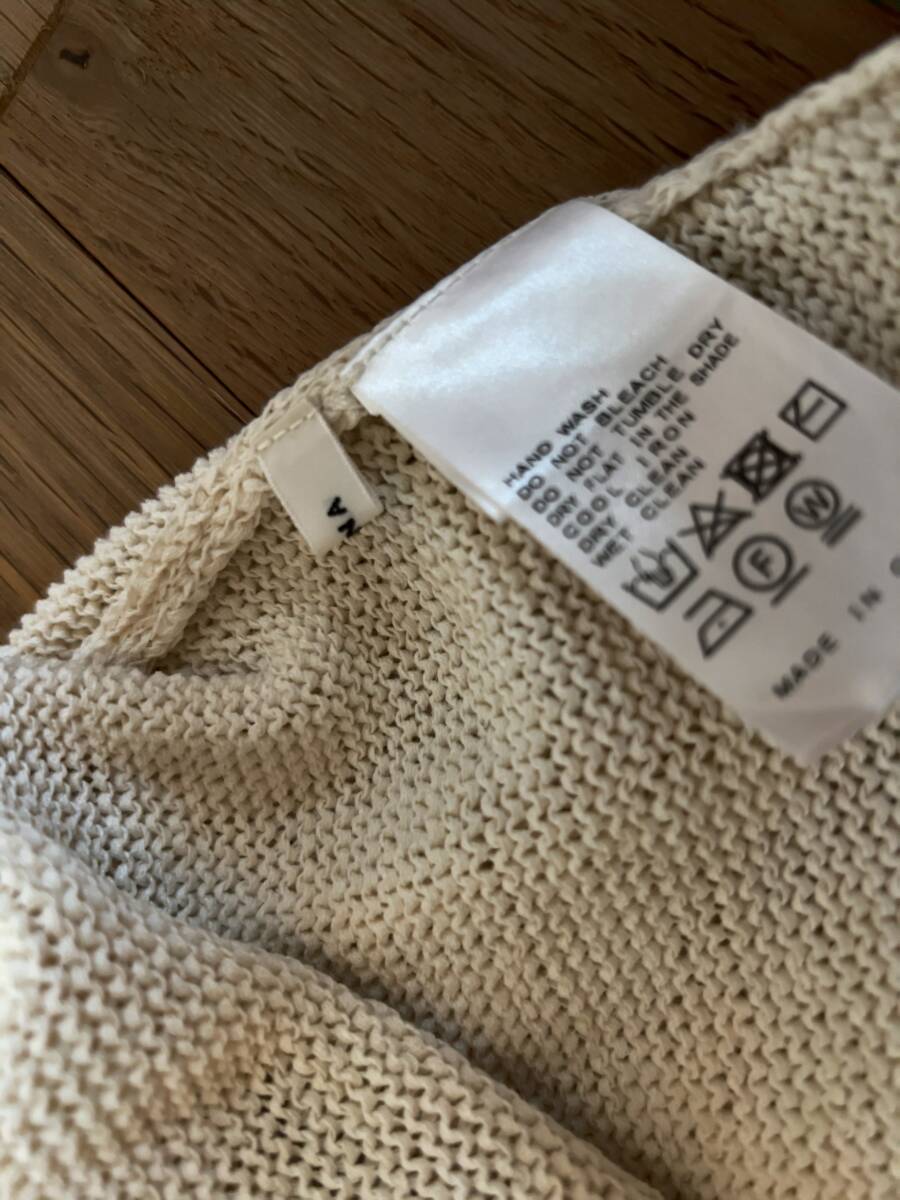 HAND WASH
DO NOT BLEACH
DO NOT TUMBLE DRY
DRY FLAT IN THE SHADE
COOL IRON
DRY CLEAN
WET CLEAN
F
W
MADE IN